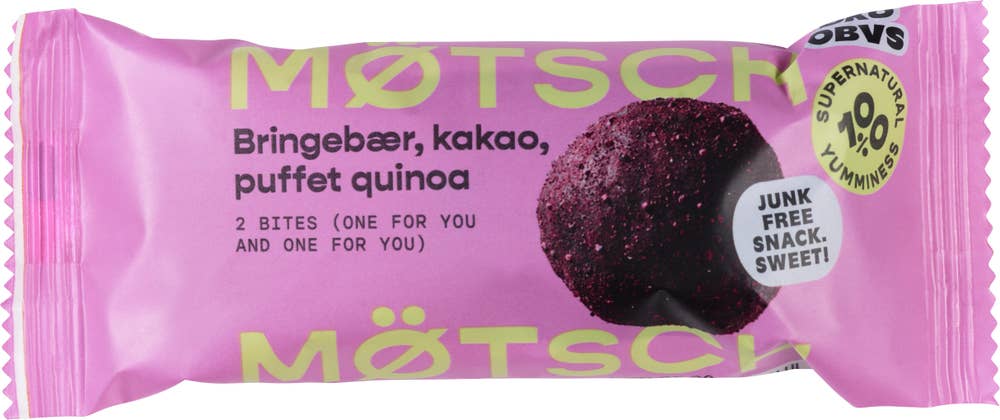 MØTSCH
OBVS
Bringebær, kakao,
puffet quinoa
2 BITES (ONE FOR YOU
AND ONE FOR YOU)
SUPERNATURAL
100%
YUMMINESS
JUNK
FREE
SNACK.
SWEET!
MØTSCH